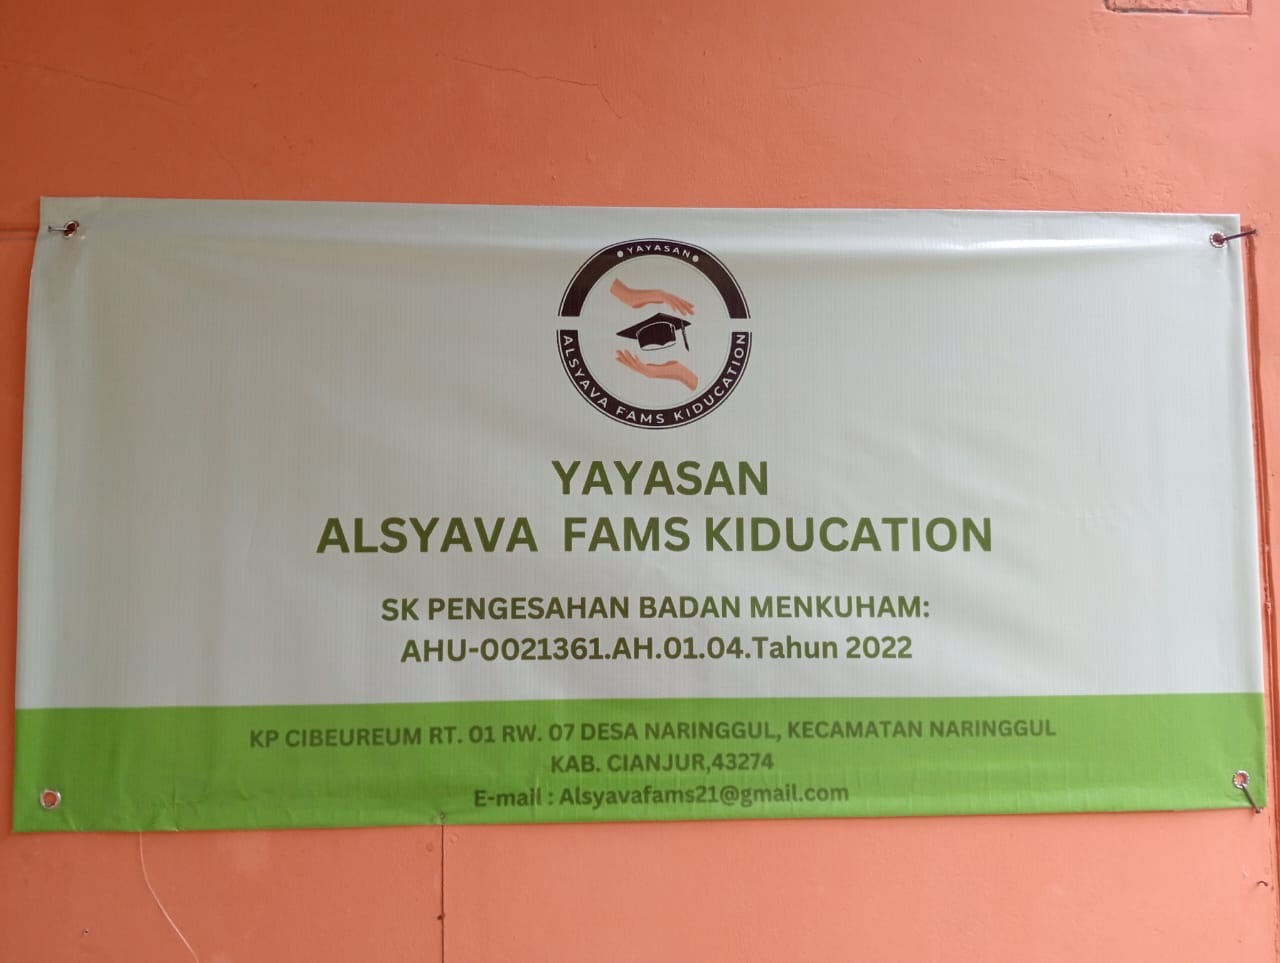 YAYASAN
ALSYAVA FAMS KIDUCATION
YAYASAN
ALSYAVA FAMS KIDUCATION
SK PENGESAHAN BADAN MENKUHAM:
AHU-0021361.AH.01.04.Tahun 2022
KP CIBEUREUM RT. 01 RW. 07 DESA NARINGGUL, KECAMATAN NARINGGUL
KAB. CIANJUR,43274
E-mail : Alsyavafams21@gmail.com